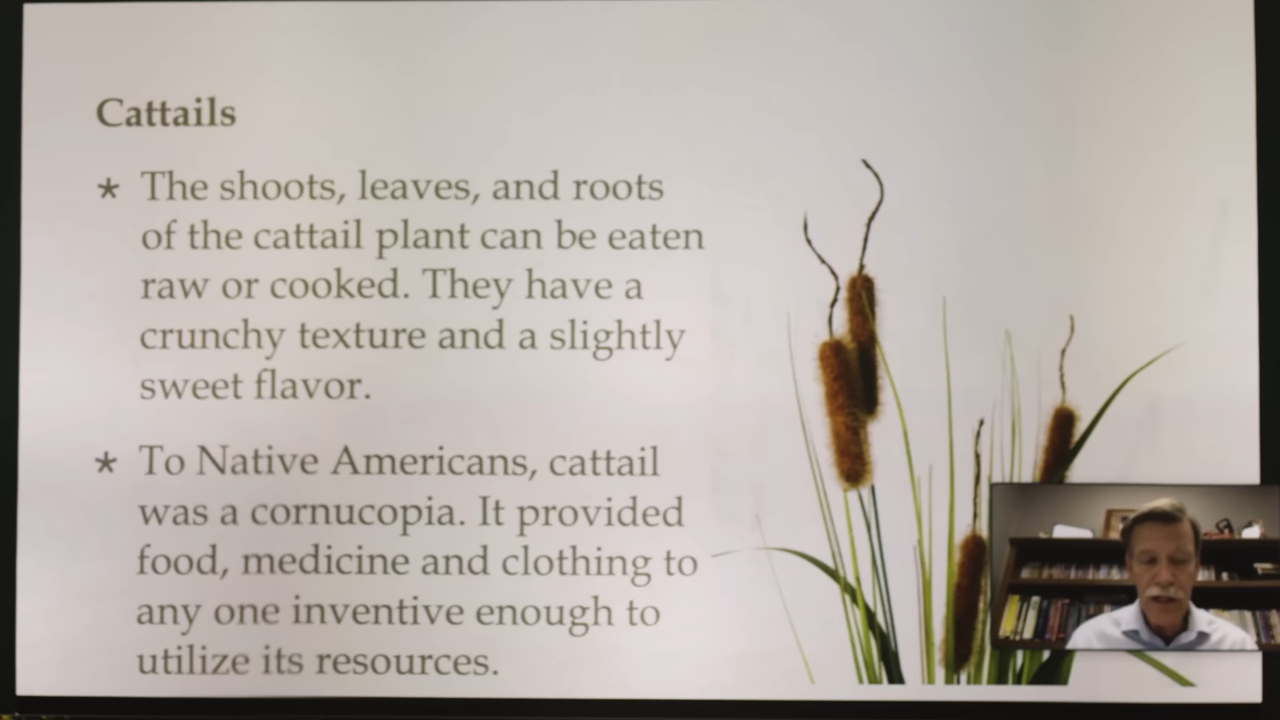 Cattails
* The shoots, leaves, and roots
of the cattail plant can be eaten
raw or cooked. They have a
crunchy texture and a slightly
sweet flavor.
* To Native Americans, cattail
was a cornucopia. It provided
food, medicine and clothing to
any one inventive enough to
utilize its resources.